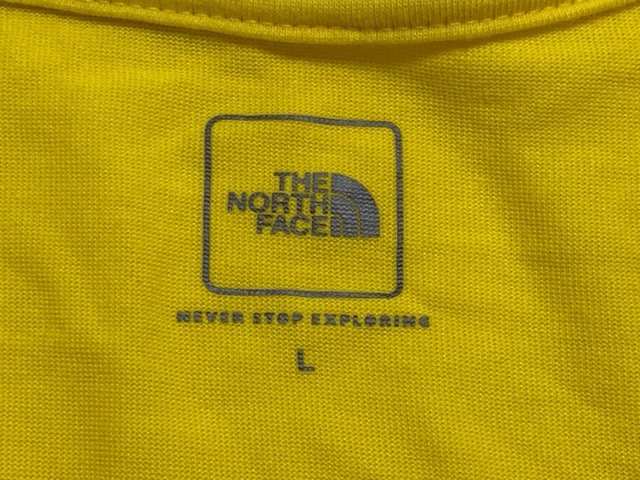 THE
NORTH
FACE
NEVER STOP EXPLORING
L